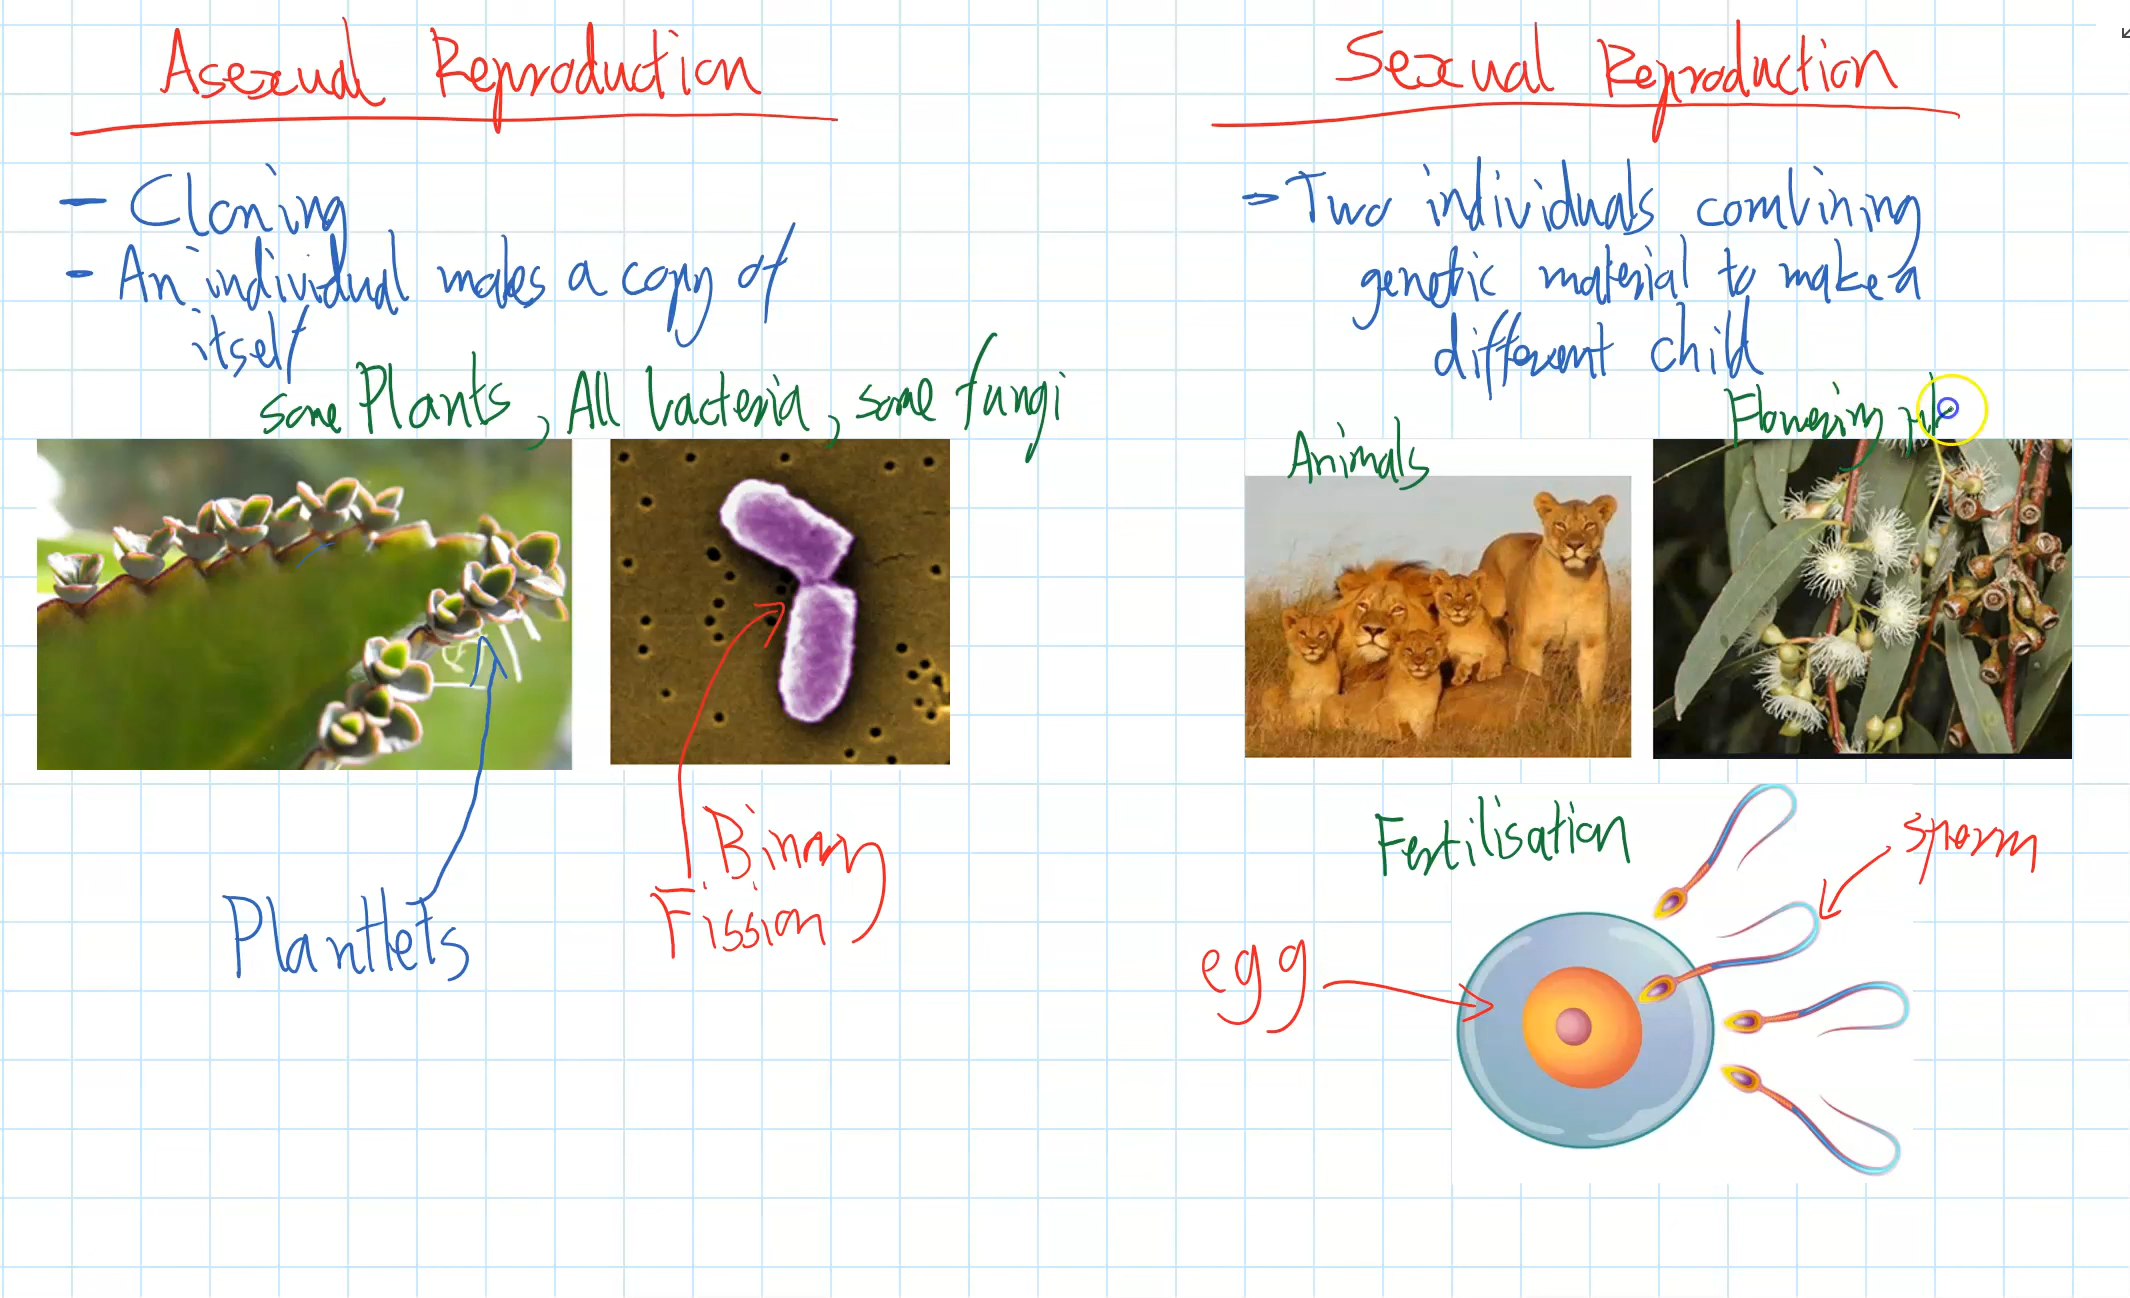 Asexual Reproduction
- Cloning
- An individual makes a copy of
itself
some Plants, All bacteria, some fungi
Plantlets
Binary
Fission
Sexual Reproduction
- Two individuals combining
genetic material to make a
different child
Animals
Flowering
Fertilisation
sperm
egg